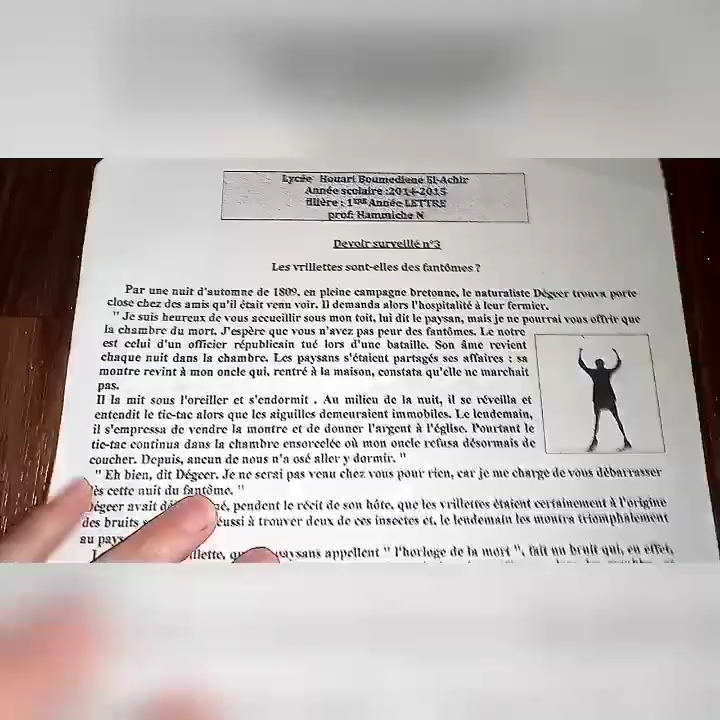 Lycée Houari Boumediene El-Achir
Année scolaire :2014-2015
filière : 1ERE Année LETTRE
prof: Hammiche N
Devoir surveillé n°3
Les vrillettes sont-elles des fantômes ?
Par une nuit d'automne de 1809, en pleine campagne bretonne, le naturaliste Dégeer trouva porte
close chez des amis qu'il était venu voir. Il demanda alors l'hospitalité à leur fermier.
" Je suis heureux de vous accueillir sous mon toit, lui dit le paysan, mais je ne pourrai vous offrir que
la chambre du mort. J'espère que vous n'avez pas peur des fantômes. Le notre
est celui d'un officier républicain tué lors d'une bataille. Son âme revient
chaque nuit dans la chambre. Les paysans s'étaient partagés ses affaires : sa
montre revint à mon oncle qui, rentré à la maison, constata qu'elle ne marchait
pas.
Il la mit sous l'oreiller et s'endormit . Au milieu de la nuit, il se réveilla et
entendit le tic-tac alors que les aiguilles demeuraient immobiles. Le lendemain,
il s'empressa de vendre la montre et de donner l'argent à l'église. Pourtant le
tic-tac continua dans la chambre ensorcelée où mon oncle refusa désormais de
coucher. Depuis, aucun de nous n'a osé aller y dormir. "
" Eh bien, dit Dégeer. Je ne serai pas venu chez vous pour rien, car je me charge de vous débarrasser
dès cette nuit du fantôme. "
Dégeer avait, pendent le récit de son hôte, que les vrillettes étaient certainement à l'origine
des bruits réussi à trouver deux de ces insectes et, le lendemain les montra triomphalement
au
paysans appellent " l'horloge de la mort ", fait un bruit qui, en effet,